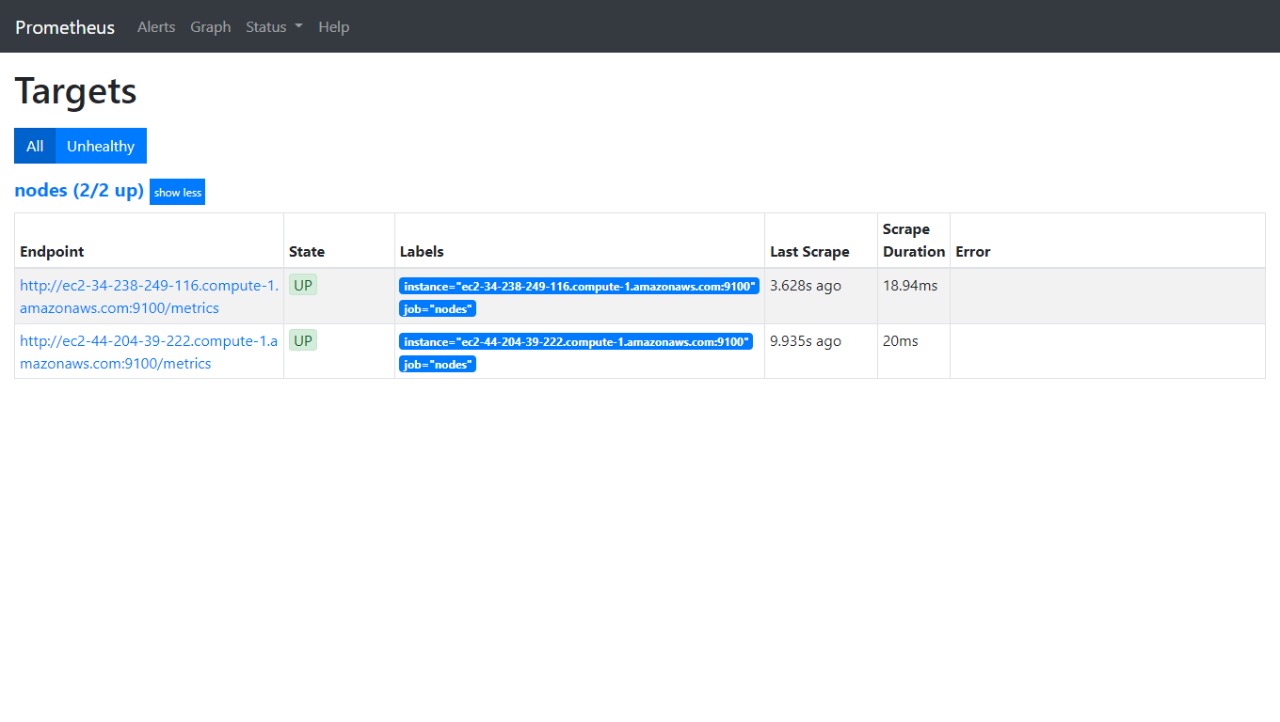 Prometheus Alerts Graph Status Help
Targets
All Unhealthy
nodes (2/2 up) show less
Endpoint State Labels Last Scrape Scrape Duration Error
http://ec2-34-238-249-116.compute-1. UP instance="ec2-34-238-249-116.compute-1.amazonaws.com:9100" 3.628s ago 18.94ms
amazonaws.com:9100/metrics job="nodes"
http://ec2-44-204-39-222.compute-1.a UP instance="ec2-44-204-39-222.compute-1.amazonaws.com:9100" 9.935s ago 20ms
mazonaws.com:9100/metrics job="nodes"